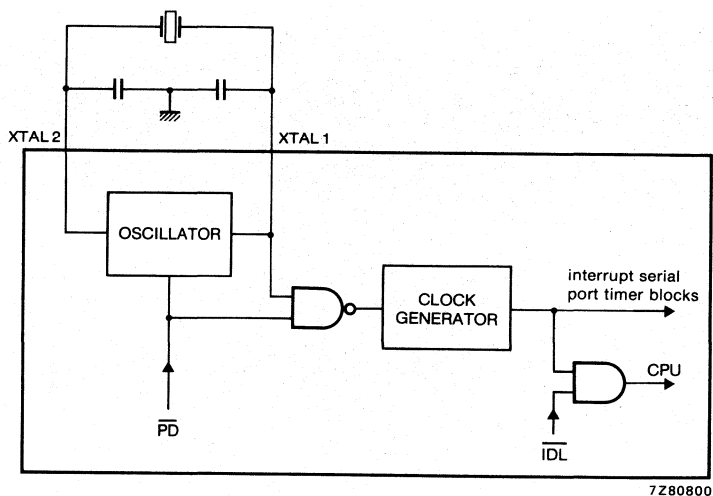 XTAL 2
XTAL 1
OSCILLATOR
CLOCK
GENERATOR
interrupt serial
port timer blocks
CPU
PD
IDL
7Z80800